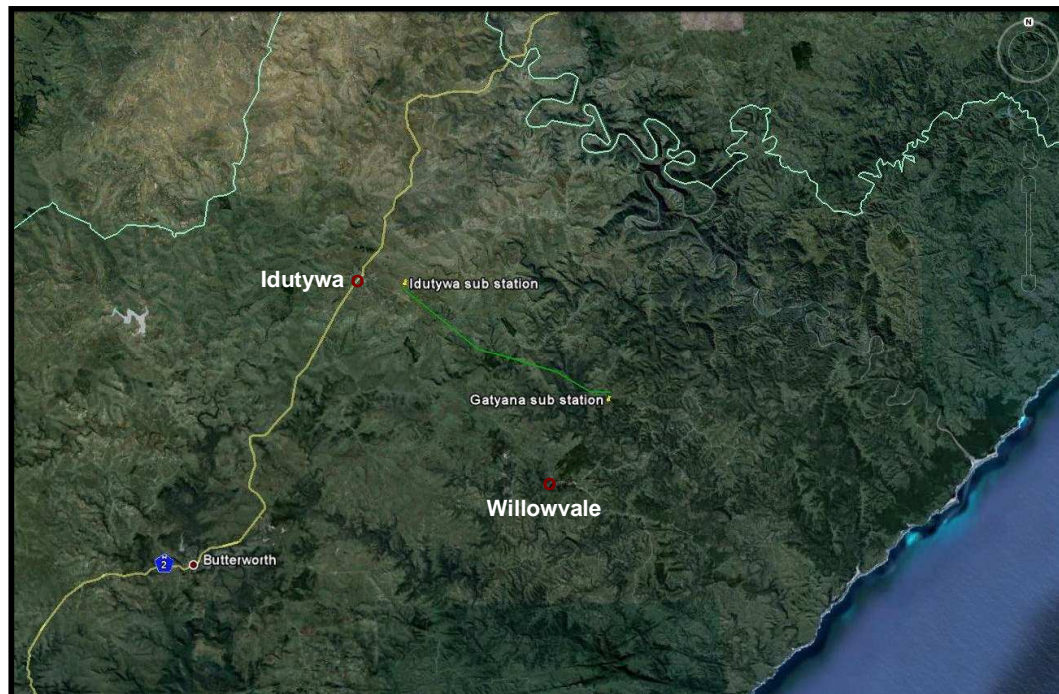 N
Idutywa
Idutywa sub station
Gatyana sub station
Willowvale
N
2
Butterworth